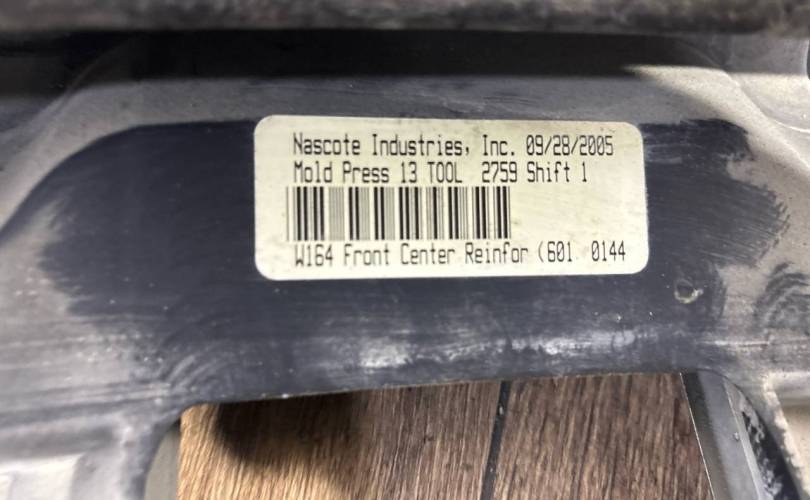 Nascote Industries, Inc. 09/28/2005
Mold Press 13 TOOL 2759 Shift 1
W164 Front Center Reinfor (601 0144